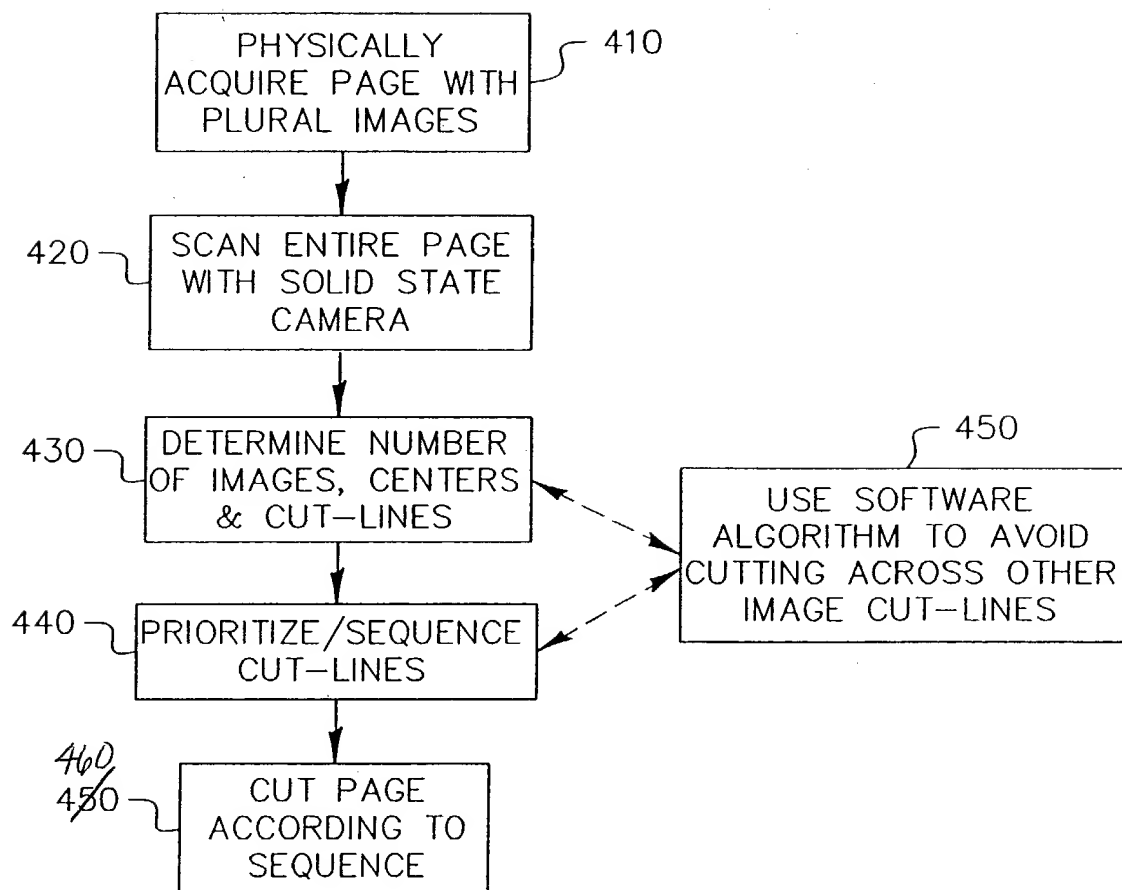 PHYSICALLY
ACQUIRE PAGE WITH
PLURAL IMAGES
410
SCAN ENTIRE PAGE
WITH SOLID STATE
CAMERA
420
DETERMINE NUMBER
OF IMAGES, CENTERS
& CUT–LINES
430
450
USE SOFTWARE
ALGORITHM TO AVOID
CUTTING ACROSS OTHER
IMAGE CUT–LINES
440
PRIORITIZE/SEQUENCE
CUT–LINES
460
450
CUT PAGE
ACCORDING TO
SEQUENCE